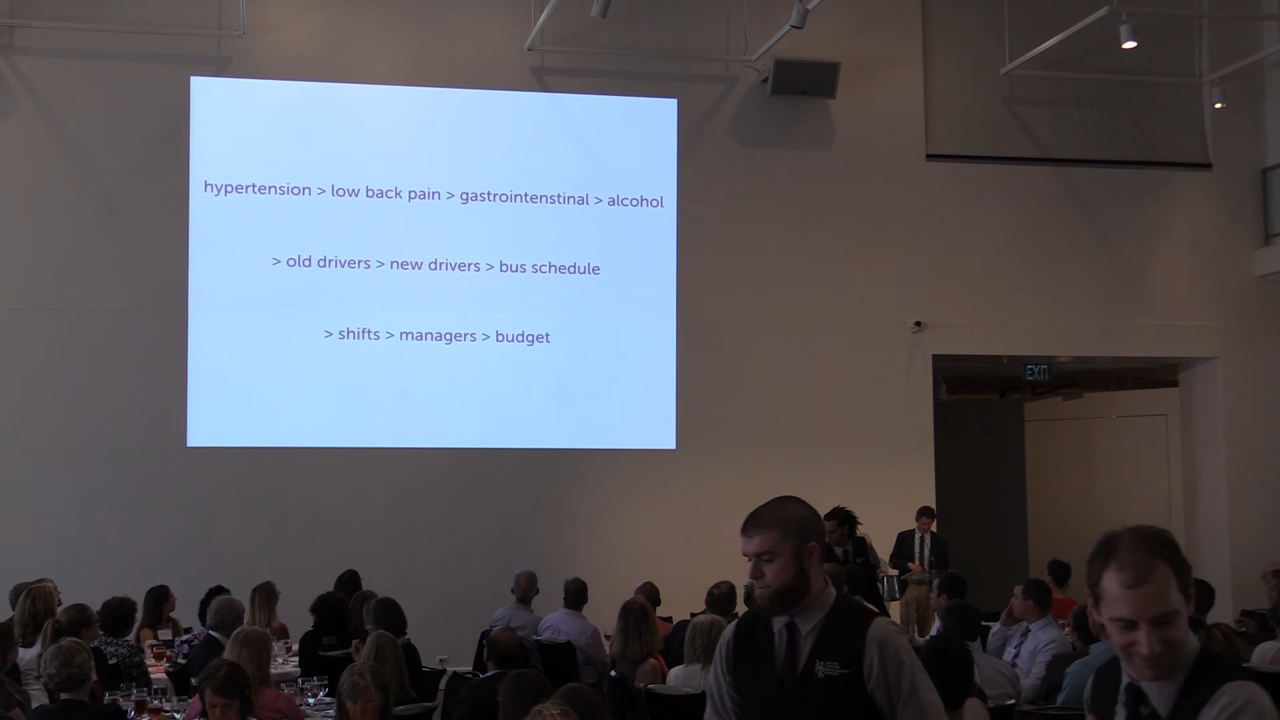 hypertension > low back pain > gastrointenstinal > alcohol
> old drivers > new drivers > bus schedule
> shifts > managers > budget
EXIT